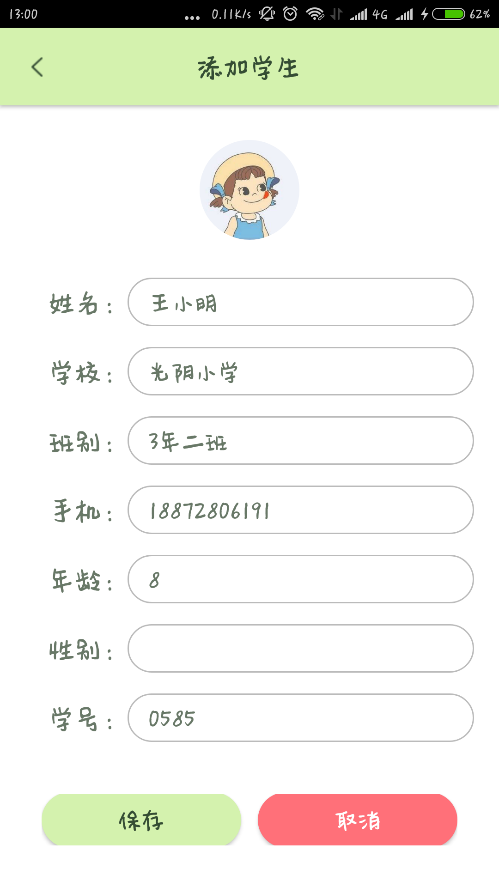 13:00 ... 0.11K/s 4G 62%
添加学生
姓名: 王小明
学校: 光阴小学
班别: 3年二班
手机: 18872806191
年龄: 8
性别:
学号: 0585
保存 取消